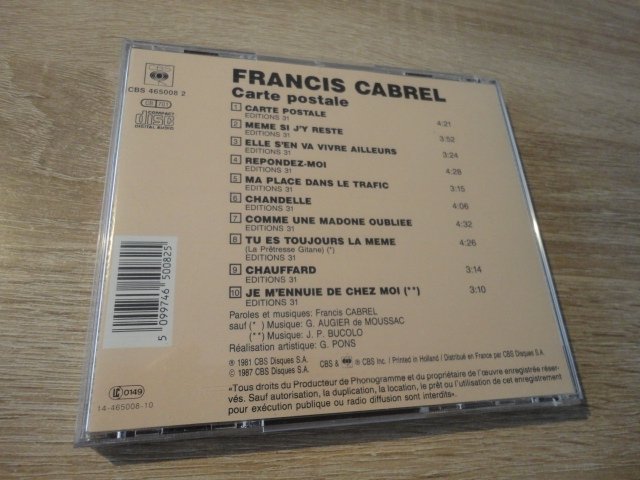 CBS
CBS 465008 2
COMPACT
disc
DIGITAL AUDIO
FRANCIS CABREL
Carte postale
1 CARTE POSTALE 4:21
EDITIONS 31
2 MEME SI J'Y RESTE 3:52
EDITIONS 31
3 ELLE S'EN VA VIVRE AILLEURS 3:24
EDITIONS 31
4 REPONDEZ-MOI 4:28
EDITIONS 31
5 MA PLACE DANS LE TRAFIC 3:15
EDITIONS 31
6 CHANDELLE 4:06
EDITIONS 31
7 COMME UNE MADONE OUBLIEE 4:32
EDITIONS 31
8 TU ES TOUJOURS LA MEME 4:26
(La Prêtresse Gitane) (*)
EDITIONS 31
9 CHAUFFARD 3:14
EDITIONS 31
10 JE M'ENNUIE DE CHEZ MOI (**) 3:10
EDITIONS 31
Paroles et musiques: Francis CABREL
sauf (*) Musique: G. AUGIER de MOUSSAC
(**) Musique: J. P. BUCOLO
Réalisation artistique: G. PONS
℗ 1981 CBS Disques S.A.
© 1987 CBS Disques S.A.
CBS & ® CBS Inc. / Printed in Holland / Distribué en France par CBS Disques S.A.
«Tous droits du Producteur de Phonogramme et du propriétaire de l'œuvre enregistrée réser-
vés. Sauf autorisation, la duplication, la location, le prêt ou l'utilisation de cet enregistrement
pour exécution publique ou radio diffusion sont interdits».
5 099746 500825
LC 0149
14-465008-10